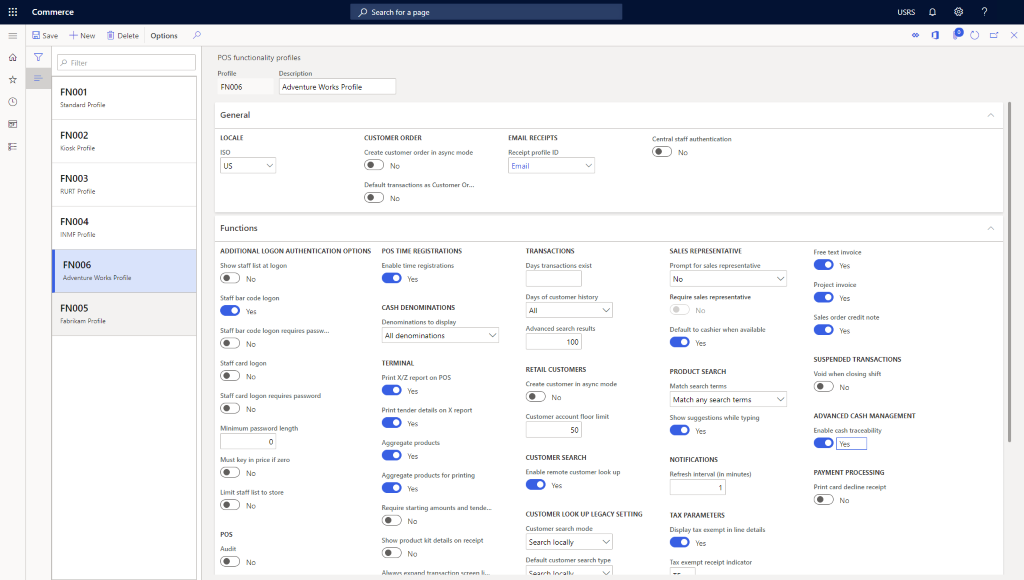 Commerce
Search for a page
USRS
?
Save
New
Delete
Options
8
Filter
FN001
Standard Profile
FN002
Kiosk Profile
FN003
RURT Profile
FN004
INMF Profile
FN006
Adventure Works Profile
FN005
Fabrikam Profile
POS functionality profiles
Profile
Description
FN006
Adventure Works Profile
General
LOCALE
ISO
US
CUSTOMER ORDER
Create customer order in async mode
No
Default transactions as Customer Or...
No
EMAIL RECEIPTS
Receipt profile ID
Email
Central staff authentication
No
Functions
ADDITIONAL LOGON AUTHENTICATION OPTIONS
Show staff list at logon
No
Staff bar code logon
Yes
Staff bar code logon requires passw...
No
Staff card logon
No
Staff card logon requires password
No
Minimum password length
0
Must key in price if zero
No
Limit staff list to store
No
POS
Audit
No
POS TIME REGISTRATIONS
Enable time registrations
Yes
CASH DENOMINATIONS
Denominations to display
All denominations
TERMINAL
Print X/Z report on POS
Yes
Print tender details on X report
Yes
Aggregate products
Yes
Aggregate products for printing
Yes
Require starting amounts and tende...
No
Show product kit details on receipt
No
Always expand transaction screen li...
TRANSACTIONS
Days transactions exist
Days of customer history
All
Advanced search results
100
RETAIL CUSTOMERS
Create customer in async mode
No
Customer account floor limit
50
CUSTOMER SEARCH
Enable remote customer look up
Yes
CUSTOMER LOOK UP LEGACY SETTING
Customer search mode
Search locally
Default customer search type
Search locally
SALES REPRESENTATIVE
Prompt for sales representative
No
Require sales representative
No
Default to cashier when available
Yes
PRODUCT SEARCH
Match search terms
Match any search terms
Show suggestions while typing
Yes
NOTIFICATIONS
Refresh interval (in minutes)
1
TAX PARAMETERS
Display tax exempt in line details
Yes
Tax exempt receipt indicator
Free text invoice
Yes
Project invoice
Yes
Sales order credit note
Yes
SUSPENDED TRANSACTIONS
Void when closing shift
No
ADVANCED CASH MANAGEMENT
Enable cash traceability
Yes
PAYMENT PROCESSING
Print card decline receipt
No